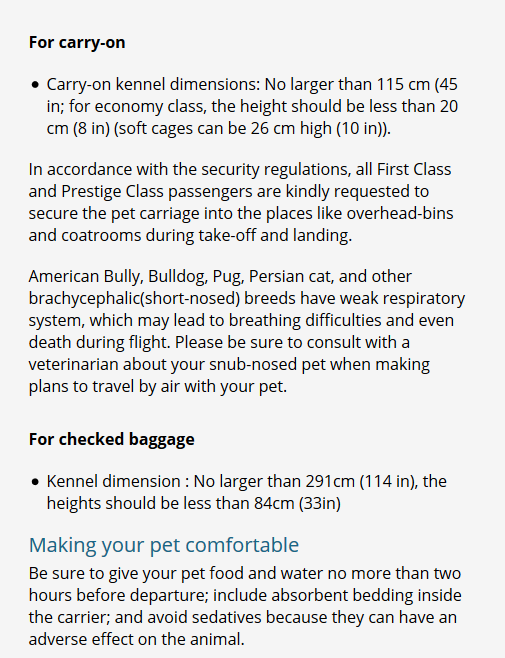 For carry-on
• Carry-on kennel dimensions: No larger than 115 cm (45
in; for economy class, the height should be less than 20
cm (8 in) (soft cages can be 26 cm high (10 in)).
In accordance with the security regulations, all First Class
and Prestige Class passengers are kindly requested to
secure the pet carriage into the places like overhead-bins
and coatrooms during take-off and landing.
American Bully, Bulldog, Pug, Persian cat, and other
brachycephalic(short-nosed) breeds have weak respiratory
system, which may lead to breathing difficulties and even
death during flight. Please be sure to consult with a
veterinarian about your snub-nosed pet when making
plans to travel by air with your pet.
For checked baggage
• Kennel dimension : No larger than 291cm (114 in), the
heights should be less than 84cm (33in)
Making your pet comfortable
Be sure to give your pet food and water no more than two
hours before departure; include absorbent bedding inside
the carrier; and avoid sedatives because they can have an
adverse effect on the animal.